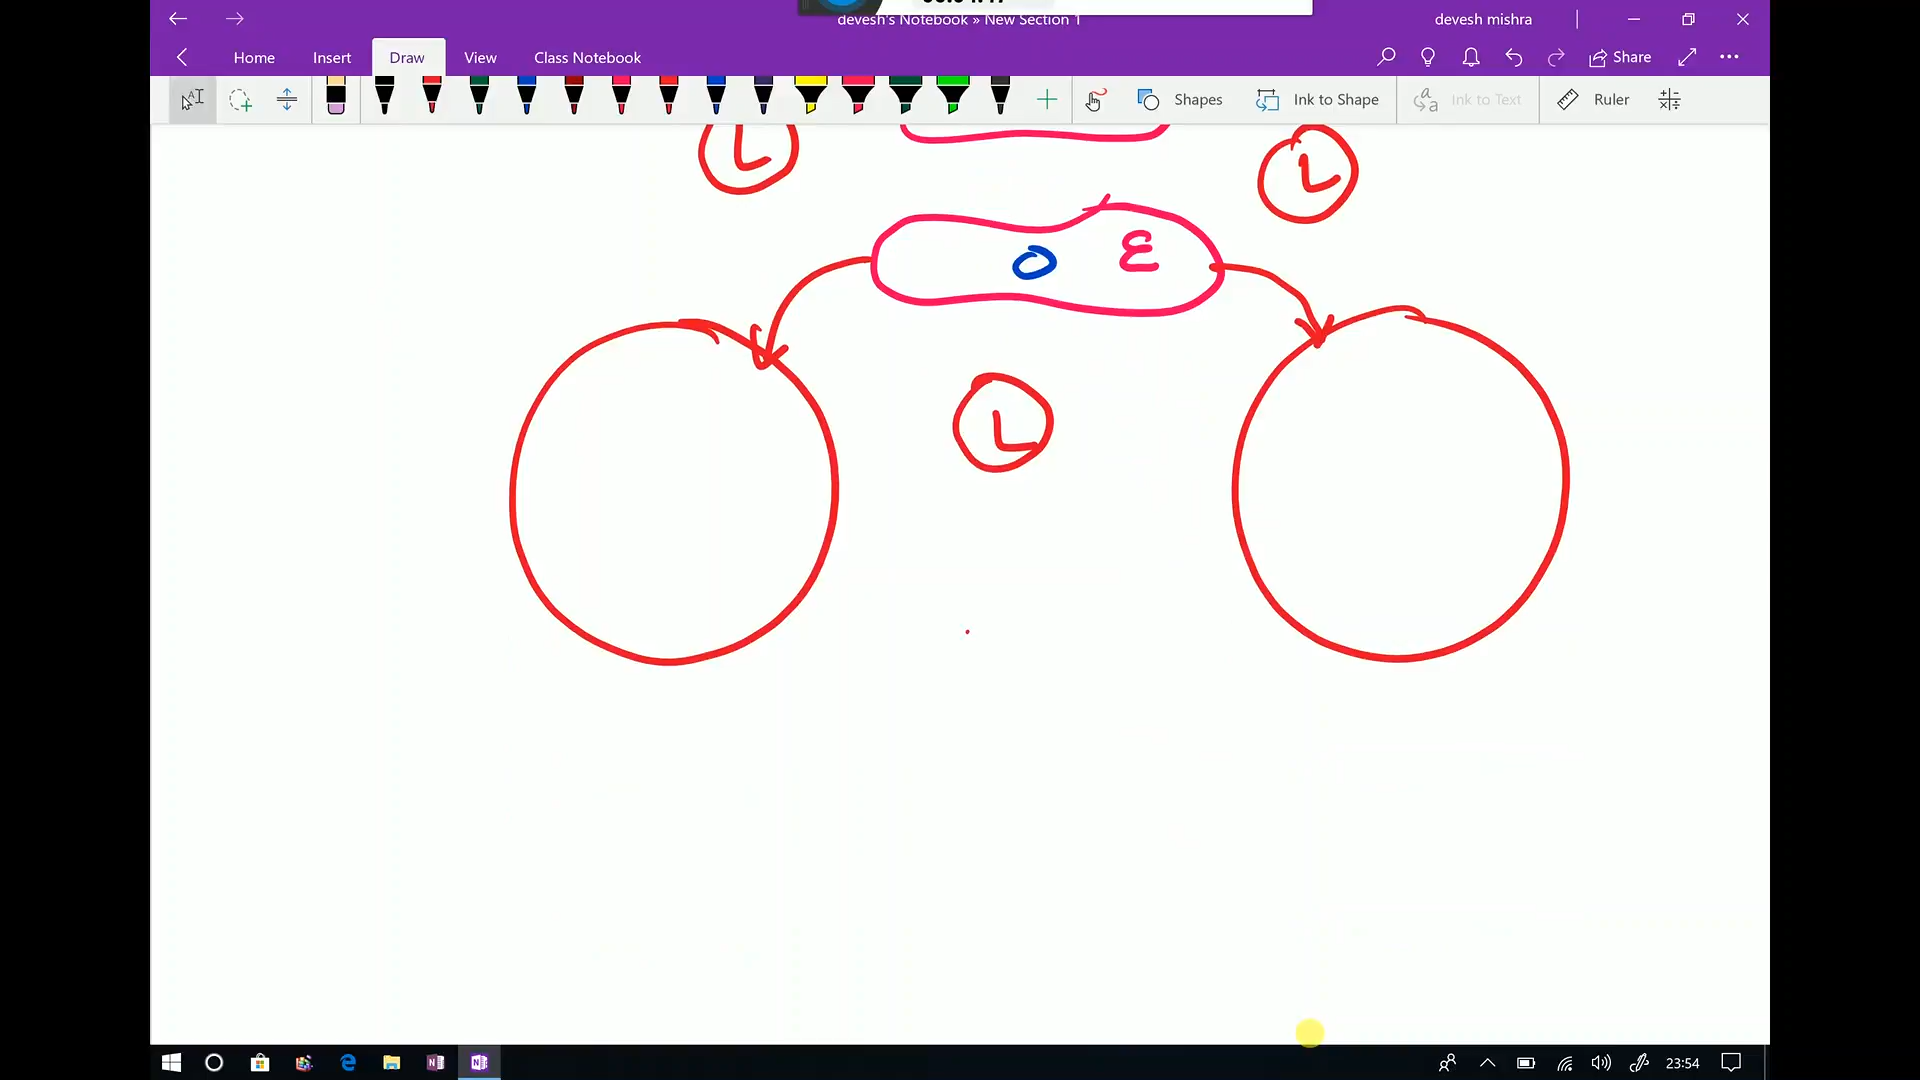 devesh's Notebook » New Section 1
devesh mishra
Home
Insert
Draw
View
Class Notebook
Share
Shapes
Ink to Shape
Ink to Text
Ruler
L
L
O
ε
L
23:54